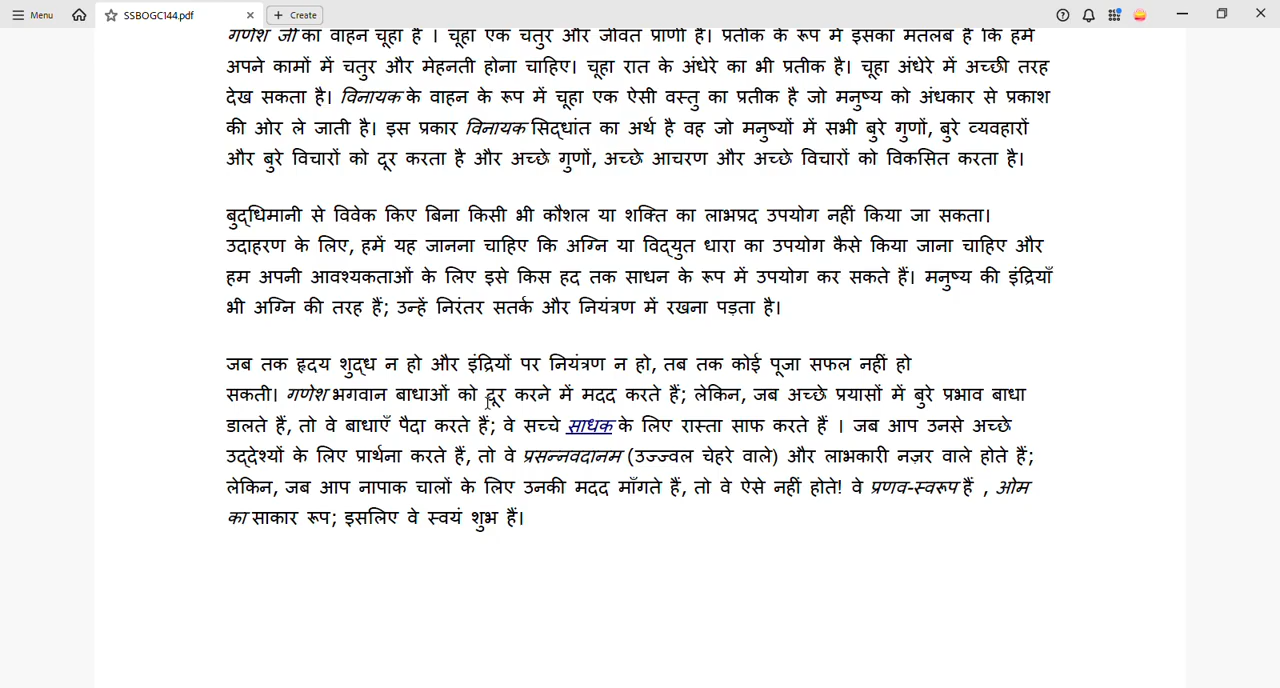 Menu
SSBOGC144.pdf
Create
गणेश जी का वाहन चूहा है । चूहा एक चतुर और जीवंत प्राणी है। प्रतीक के रूप में इसका मतलब है कि हमें
अपने कामों में चतुर और मेहनती होना चाहिए। चूहा रात के अंधेरे का भी प्रतीक है। चूहा अंधेरे में अच्छी तरह
देख सकता है। विनायक के वाहन के रूप में चूहा एक ऐसी वस्तु का प्रतीक है जो मनुष्य को अंधकार से प्रकाश
की ओर ले जाती है। इस प्रकार विनायक सिद्धांत का अर्थ है वह जो मनुष्यों में सभी बुरे गुणों, बुरे व्यवहारों
और बुरे विचारों को दूर करता है और अच्छे गुणों, अच्छे आचरण और अच्छे विचारों को विकसित करता है।
बुद्धिमानी से विवेक किए बिना किसी भी कौशल या शक्ति का लाभप्रद उपयोग नहीं किया जा सकता।
उदाहरण के लिए, हमें यह जानना चाहिए कि अग्नि या विद्युत धारा का उपयोग कैसे किया जाना चाहिए और
हम अपनी आवश्यकताओं के लिए इसे किस हद तक साधन के रूप में उपयोग कर सकते हैं। मनुष्य की इंद्रियाँ
भी अग्नि की तरह हैं; उन्हें निरंतर सतर्क और नियंत्रण में रखना पड़ता है।
जब तक हृदय शुद्ध न हो और इंद्रियों पर नियंत्रण न हो, तब तक कोई पूजा सफल नहीं हो
सकती। गणेश भगवान बाधाओं को दूर करने में मदद करते हैं; लेकिन, जब अच्छे प्रयासों में बुरे प्रभाव बाधा
डालते हैं, तो वे बाधाएँ पैदा करते हैं; वे सच्चे साधक के लिए रास्ता साफ करते हैं । जब आप उनसे अच्छे
उद्देश्यों के लिए प्रार्थना करते हैं, तो वे प्रसन्नवदानम (उज्ज्वल चेहरे वाले) और लाभकारी नज़र वाले होते हैं;
लेकिन, जब आप नापाक चालों के लिए उनकी मदद माँगते हैं, तो वे ऐसे नहीं होते! वे प्रणव-स्वरूप हैं , ओम
का साकार रूप; इसलिए वे स्वयं शुभ हैं।